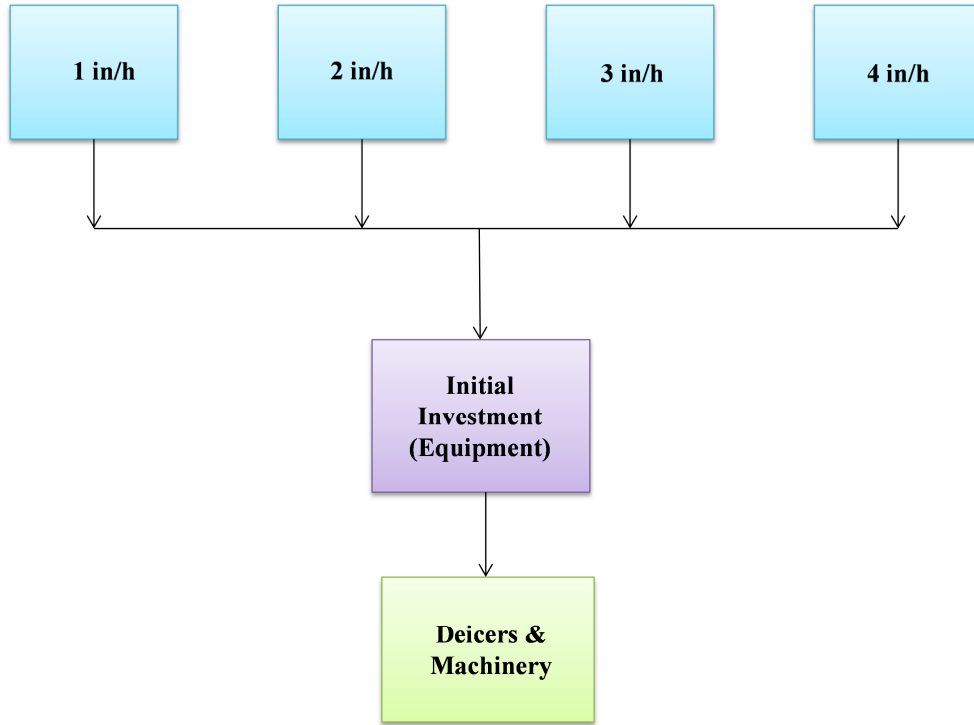 1 in/h
2 in/h
3 in/h
4 in/h
Initial
Investment
(Equipment)
Deicers &
Machinery